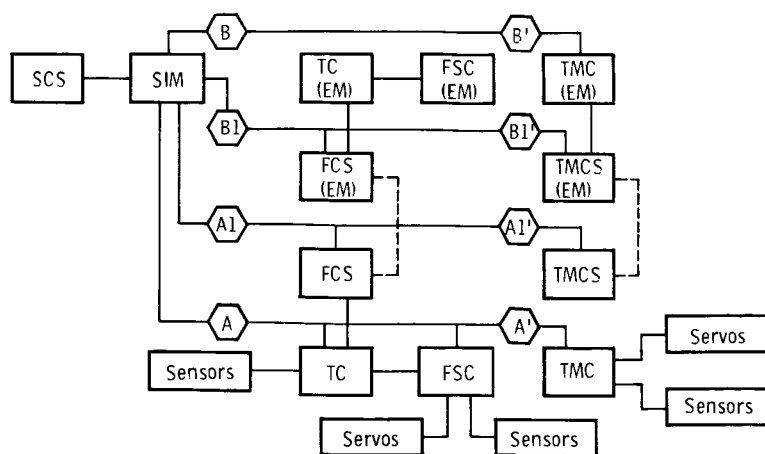 B
B'
SCS
SIM
TC
(EM)
FSC
(EM)
TMC
(EM)
B1
B1'
FCS
(EM)
TMCS
(EM)
A1
A1'
FCS
TMCS
A
A'
Servos
Sensors
TC
FSC
TMC
Sensors
Servos
Sensors